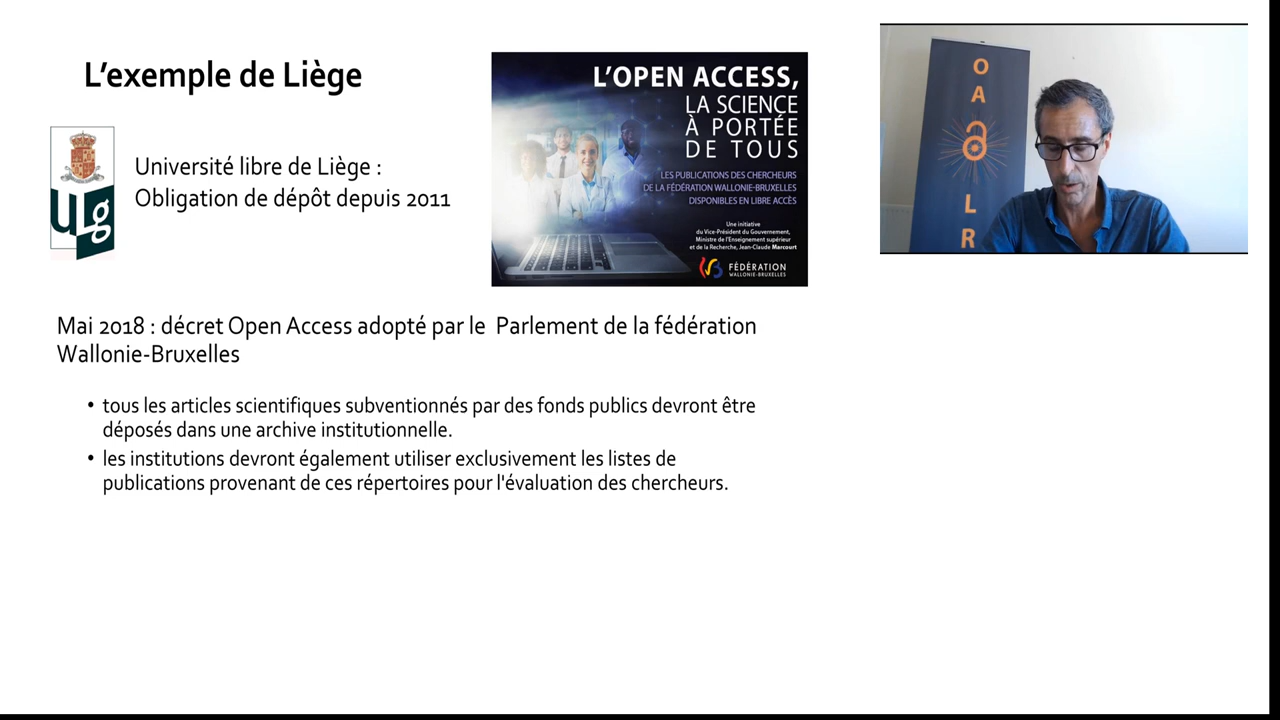 L'exemple de Liège
ULg
Université libre de Liège :
Obligation de dépôt depuis 2011
L'OPEN ACCESS,
LA SCIENCE
À PORTÉE
DE TOUS
LES PUBLICATIONS DES CHERCHEURS
DE LA FÉDÉRATION WALLONIE-BRUXELLES
DISPONIBLES EN LIBRE ACCÈS
Une initiative
du Vice-Président du Gouvernement,
Ministre de l'Enseignement supérieur
et de la Recherche, Jean-Claude Marcourt
FÉDÉRATION
WALLONIE-BRUXELLES
O
A
L
R
Mai 2018 : décret Open Access adopté par le Parlement de la fédération
Wallonie-Bruxelles
• tous les articles scientifiques subventionnés par des fonds publics devront être
déposés dans une archive institutionnelle.
• les institutions devront également utiliser exclusivement les listes de
publications provenant de ces répertoires pour l'évaluation des chercheurs.